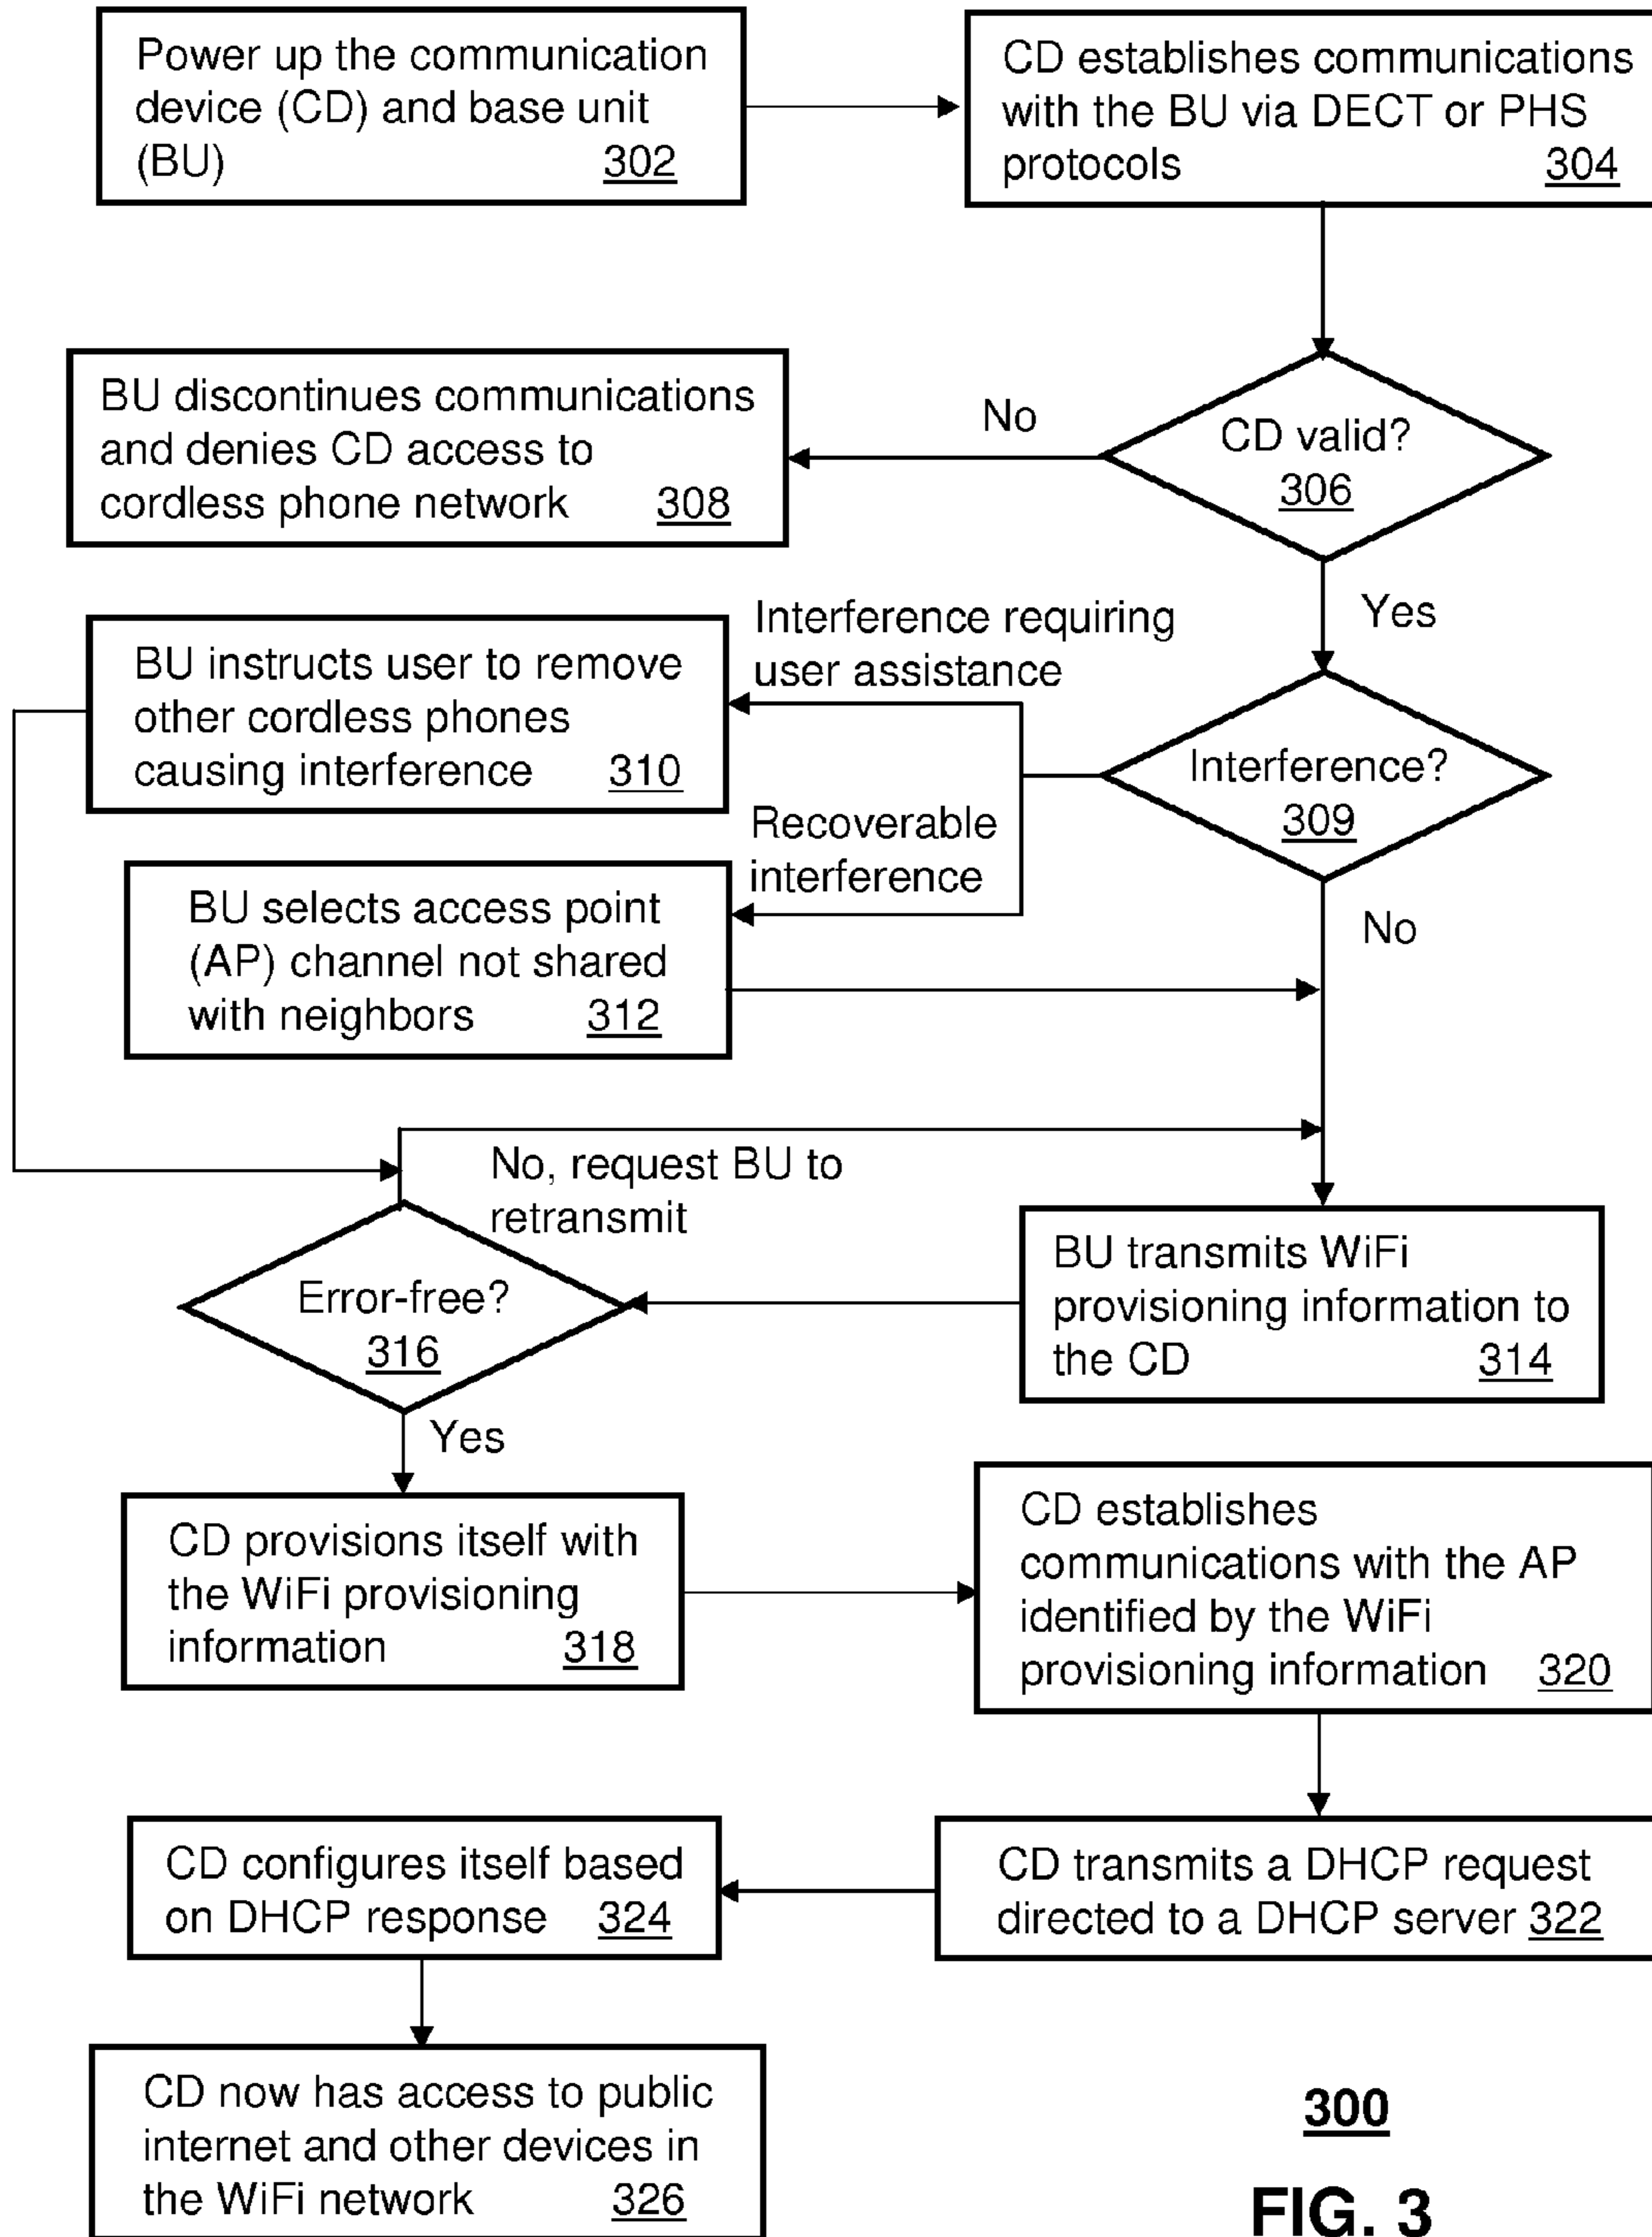 Power up the communication
device (CD) and base unit
(BU) 302
CD establishes communications
with the BU via DECT or PHS
protocols 304
CD valid?
306
No
BU discontinues communications
and denies CD access to
cordless phone network 308
Yes
Interference?
309
Interference requiring
user assistance
BU instructs user to remove
other cordless phones
causing interference 310
Recoverable
interference
BU selects access point
(AP) channel not shared
with neighbors 312
No
No, request BU to
retransmit
BU transmits WiFi
provisioning information to
the CD 314
Error-free?
316
Yes
CD provisions itself with
the WiFi provisioning
information 318
CD establishes
communications with the AP
identified by the WiFi
provisioning information 320
CD transmits a DHCP request
directed to a DHCP server 322
CD configures itself based
on DHCP response 324
CD now has access to public
internet and other devices in
the WiFi network 326
300
FIG. 3